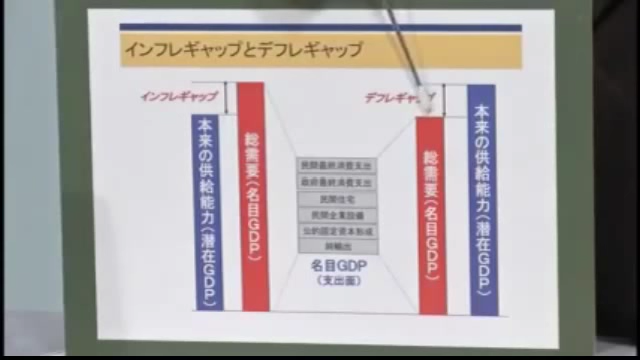 インフレギャップとデフレギャップ
インフレギャップ
デフレギャップ
本来の供給能力(潜在GDP)
総需要(名目GDP)
民間最終消費支出
政府最終消費支出
民間住宅
民間企業設備
公的固定資本形成
純輸出
名目GDP
(支出面)
総需要(名目GDP)
本来の供給能力(潜在GDP)